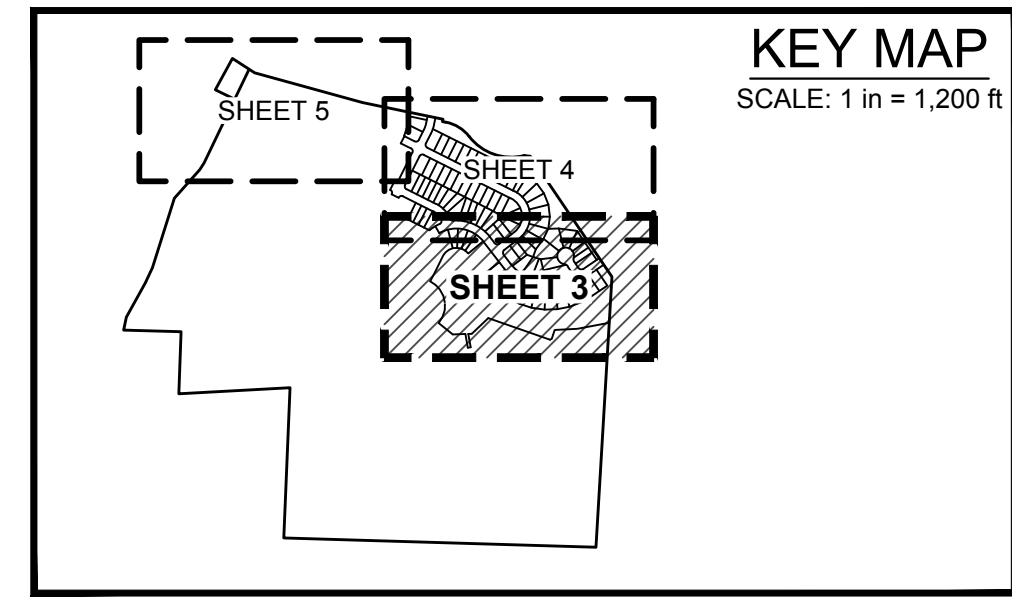 KEY MAP
SCALE: 1 in = 1,200 ft
SHEET 5
SHEET 4
SHEET 3